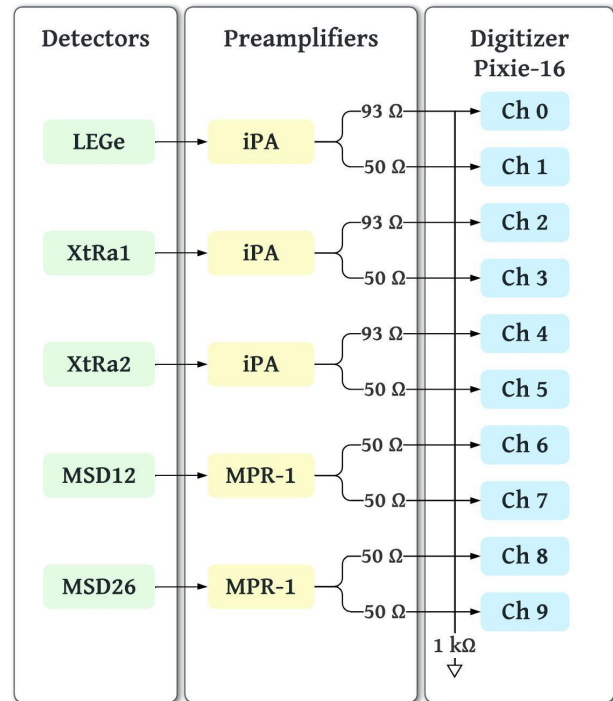 Detectors
Preamplifiers
Digitizer
Pixie-16
LEGe
iPA
93 Ω
Ch 0
50 Ω
Ch 1
XtRa1
iPA
93 Ω
Ch 2
50 Ω
Ch 3
XtRa2
iPA
93 Ω
Ch 4
50 Ω
Ch 5
MSD12
MPR-1
50 Ω
Ch 6
50 Ω
Ch 7
MSD26
MPR-1
50 Ω
Ch 8
50 Ω
Ch 9
1 kΩ